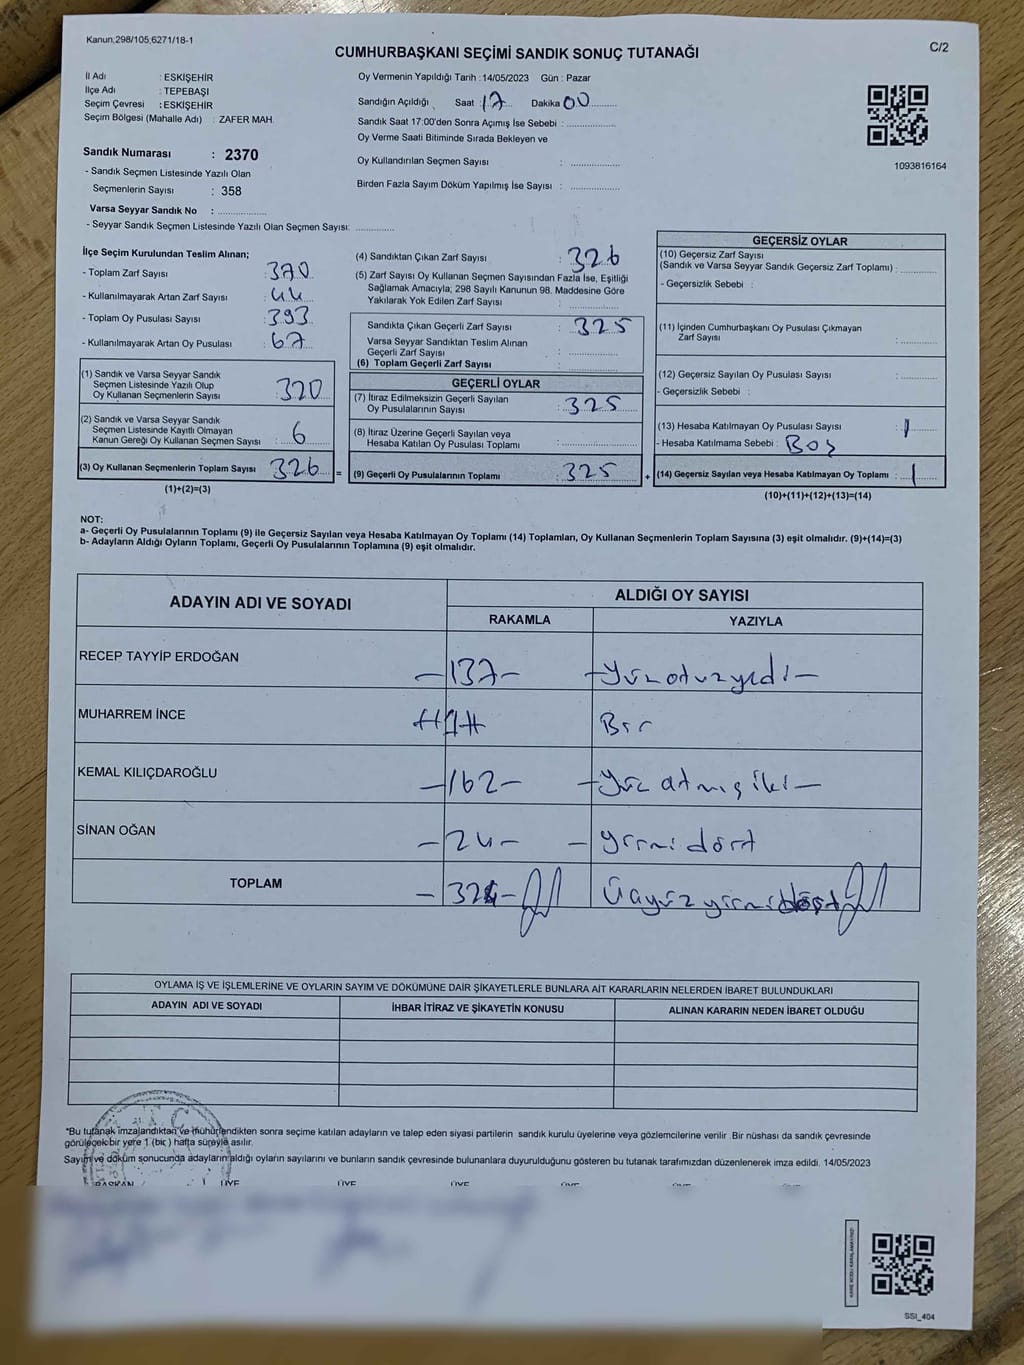 Kanun;298/105,6271/18-1
C/2
CUMHURBAŞKANI SEÇİMİ SANDIK SONUÇ TUTANAĞI
İl Adı : ESKİŞEHİR
İlçe Adı : TEPEBAŞI
Seçim Çevresi : ESKİŞEHİR
Seçim Bölgesi (Mahalle Adı) : ZAFER MAH.
Sandık Numarası : 2370
- Sandık Seçmen Listesinde Yazılı Olan
Seçmenlerin Sayısı : 358
Varsa Seyyar Sandık No : ..................
- Seyyar Sandık Seçmen Listesinde Yazılı Olan Seçmen Sayısı: ..............
Oy Vermenin Yapıldığı Tarih : 14/05/2023 Gün : Pazar
Sandığın Açıldığı Saat : 17 Dakika 00
Sandık Saat 17:00'den Sonra Açımış İse Sebebi : ..................
Oy Verme Saati Bitiminde Sırada Bekleyen ve
Oy Kullandırılan Seçmen Sayısı : ..................
Birden Fazla Sayım Döküm Yapılmış İse Sayısı : ..................
1093816164
İlçe Seçim Kurulundan Teslim Alınan;
- Toplam Zarf Sayısı : 370
- Kullanılmayarak Artan Zarf Sayısı : 44
- Toplam Oy Pusulası Sayısı : 393
- Kullanılmayarak Artan Oy Pusulası : 67
(1) Sandık ve Varsa Seyyar Sandık
Seçmen Listesinde Yazılı Olup
Oy Kullanan Seçmenlerin Sayısı : 320
(2) Sandık ve Varsa Seyyar Sandık
Seçmen Listesinde Kayıtlı Olmayan
Kanun Gereği Oy Kullanan Seçmen Sayısı : 6
(3) Oy Kullanan Seçmenlerin Toplam Sayısı : 326
(1)+(2)=(3)
(4) Sandıktan Çıkan Zarf Sayısı : 326
(5) Zarf Sayısı Oy Kullanan Seçmen Sayısından Fazla İse, Eşitliği
Sağlamak Amacıyla; 298 Sayılı Kanunun 98. Maddesine Göre
Yakılarak Yok Edilen Zarf Sayısı : ..................
Sandıkta Çıkan Geçerli Zarf Sayısı : 325
Varsa Seyyar Sandıktan Teslim Alınan
Geçerli Zarf Sayısı : ..................
(6) Toplam Geçerli Zarf Sayısı : ..................
GEÇERLİ OYLAR
(7) İtiraz Edilmeksizin Geçerli Sayılan
Oy Pusulalarının Sayısı : 325
(8) İtiraz Üzerine Geçerli Sayılan veya
Hesaba Katılan Oy Pusulası Toplamı : ..................
= (9) Geçerli Oy Pusulalarının Toplamı : 325 +
GEÇERSİZ OYLAR
(10) Geçersiz Zarf Sayısı
(Sandık ve Varsa Seyyar Sandık Geçersiz Zarf Toplamı) : ..............
- Geçersizlik Sebebi :
(11) İçinden Cumhurbaşkanı Oy Pusulası Çıkmayan
Zarf Sayısı : ..............
(12) Geçersiz Sayılan Oy Pusulası Sayısı : ..............
- Geçersizlik Sebebi :
(13) Hesaba Katılmayan Oy Pusulası Sayısı : 1
- Hesaba Katılmama Sebebi : Boş
(14) Geçersiz Sayılan veya Hesaba Katılmayan Oy Toplamı : 1
(10)+(11)+(12)+(13)=(14)
NOT:
a- Geçerli Oy Pusulalarının Toplamı (9) ile Geçersiz Sayılan veya Hesaba Katılmayan Oy Toplamı (14) Toplamları, Oy Kullanan Seçmenlerin Toplam Sayısına (3) eşit olmalıdır. (9)+(14)=(3)
b- Adayların Aldığı Oyların Toplamı, Geçerli Oy Pusulalarının Toplamına (9) eşit olmalıdır.
ADAYIN ADI VE SOYADI ALDIĞI OY SAYISI
RAKAMLA YAZIYLA
RECEP TAYYİP ERDOĞAN -137- -Yüzotuzyedi-
MUHARREM İNCE 1 Bir
KEMAL KILIÇDAROĞLU -162- -Yüz atmış iki-
SİNAN OĞAN -24- - yirmi dört
TOPLAM -324- Üçyüz yirmi dört
OYLAMA İŞ VE İŞLEMLERİNE VE OYLARIN SAYIM VE DÖKÜMÜNE DAİR ŞİKAYETLERLE BUNLARA AİT KARARLARIN NELERDEN İBARET BULUNDUKLARI
ADAYIN ADI VE SOYADI İHBAR İTİRAZ VE ŞİKAYETİN KONUSU ALINAN KARARIN NEDEN İBARET OLDUĞU
*Bu tutanak imzalandıktan ve mühürlendikten sonra seçime katılan adayların ve talep eden siyasi partilerin sandık kurulu üyelerine veya gözlemcilerine verilir .Bir nüshası da sandık çevresinde
görülecek bir yere 1 (bir ) hafta süreyle asılır.
Sayım ve döküm sonucunda adayların aldığı oyların sayılarını ve bunların sandık çevresinde bulunanlara duyurulduğunu gösteren bu tutanak tarafımızdan düzenlenerek imza edildi. 14/05/2023
BAŞKAN ÜYE ÜYE ÜYE ÜYE ÜYE ÜYE
KARE KODU KARALAMAYINIZ!
SSI_404